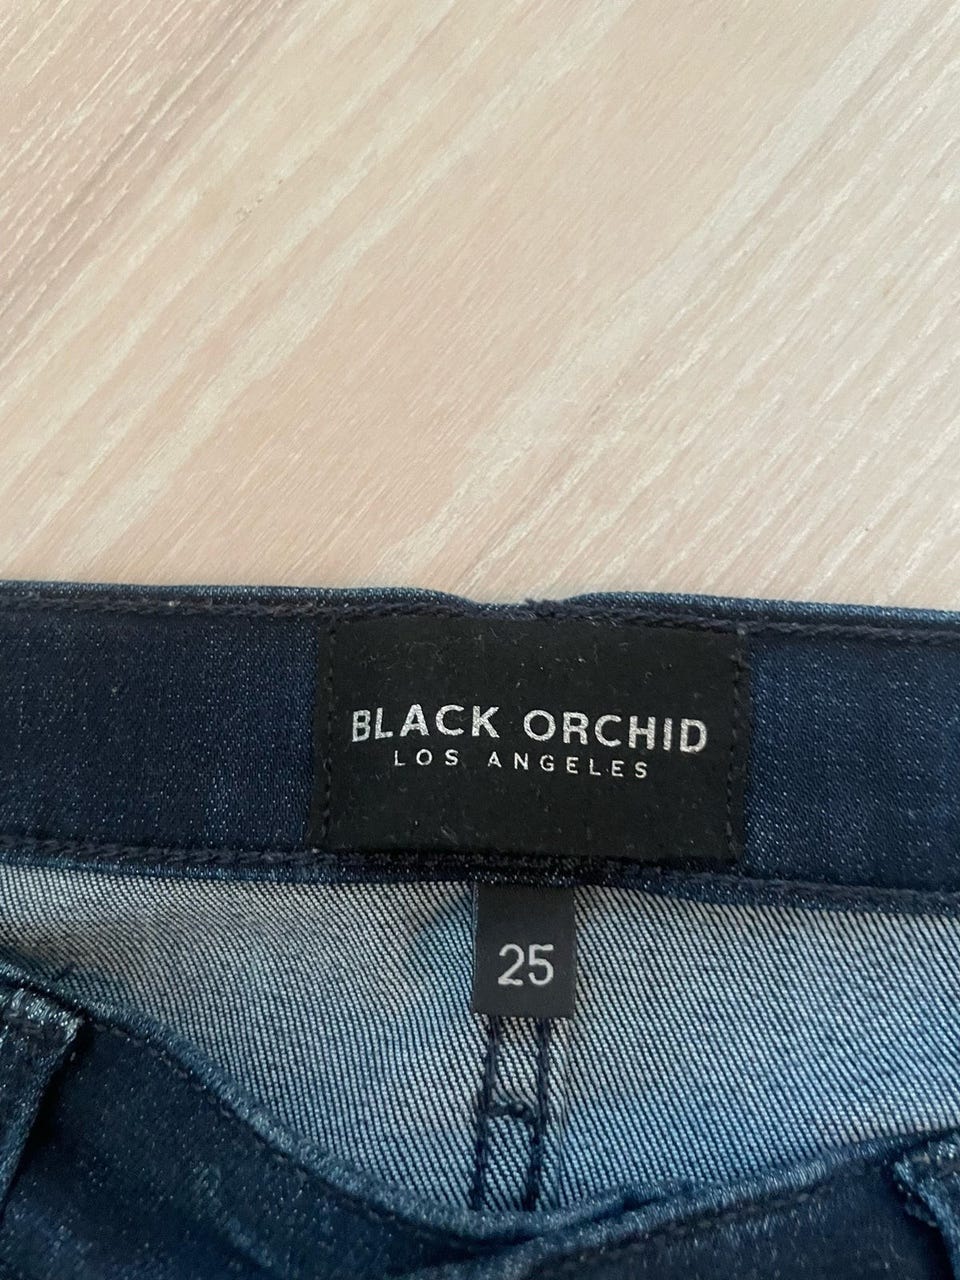 BLACK ORCHID
LOS ANGELES
25